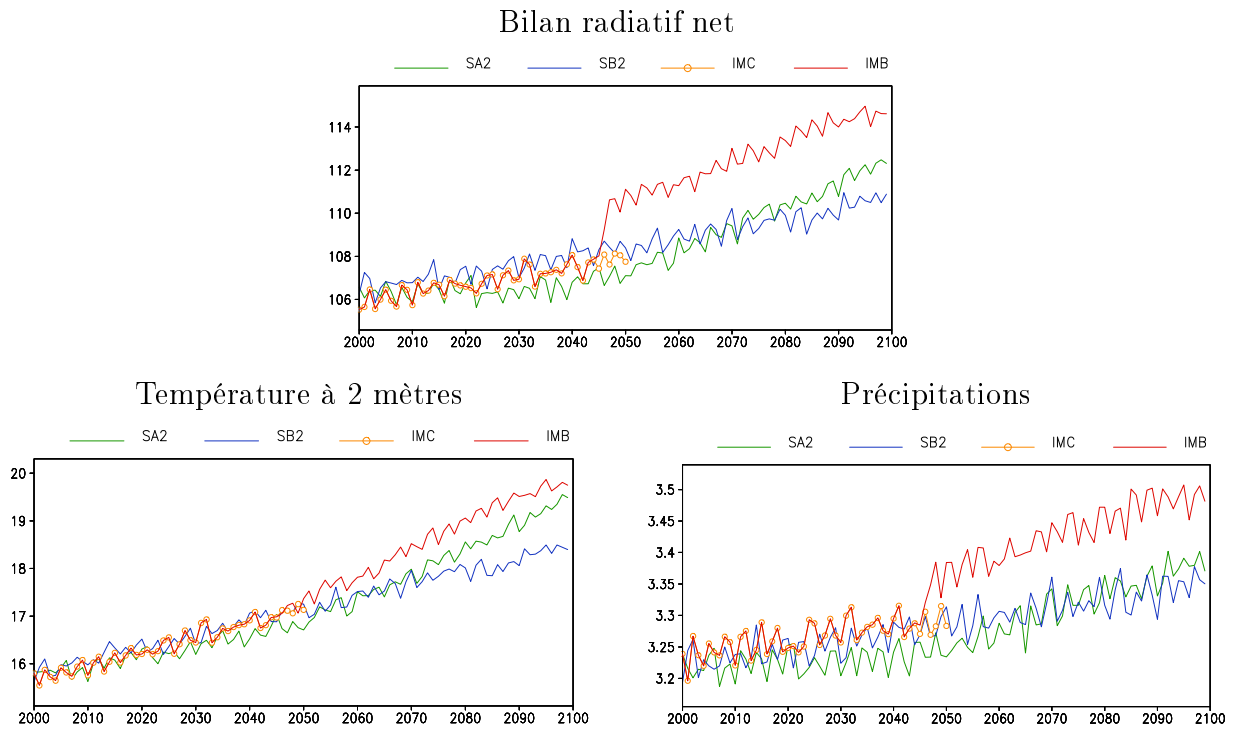 Bilan radiatif net
SA2 SB2 IMC IMB
114
112
110
108
106
2000 2010 2020 2030 2040 2050 2060 2070 2080 2090 2100
Température à 2 mètres
SA2 SB2 IMC IMB
20
19
18
17
16
2000 2010 2020 2030 2040 2050 2060 2070 2080 2090 2100
Précipitations
SA2 SB2 IMC IMB
3.5
3.45
3.4
3.35
3.3
3.25
3.2
2000 2010 2020 2030 2040 2050 2060 2070 2080 2090 2100